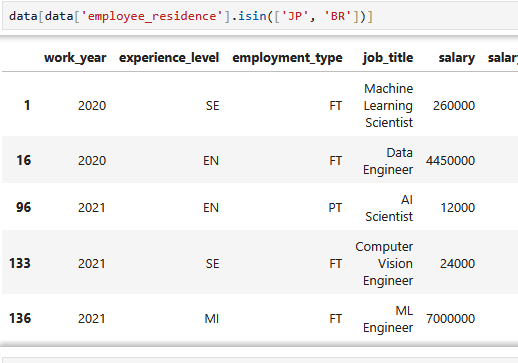 data[data['employee_residence'].isin(['JP', 'BR'])]
work_year experience_level employment_type job_title salary salar
1 2020 SE FT Machine Learning Scientist 260000
16 2020 EN FT Data Engineer 4450000
96 2021 EN PT AI Scientist 12000
133 2021 SE FT Computer Vision Engineer 24000
136 2021 MI FT ML Engineer 7000000